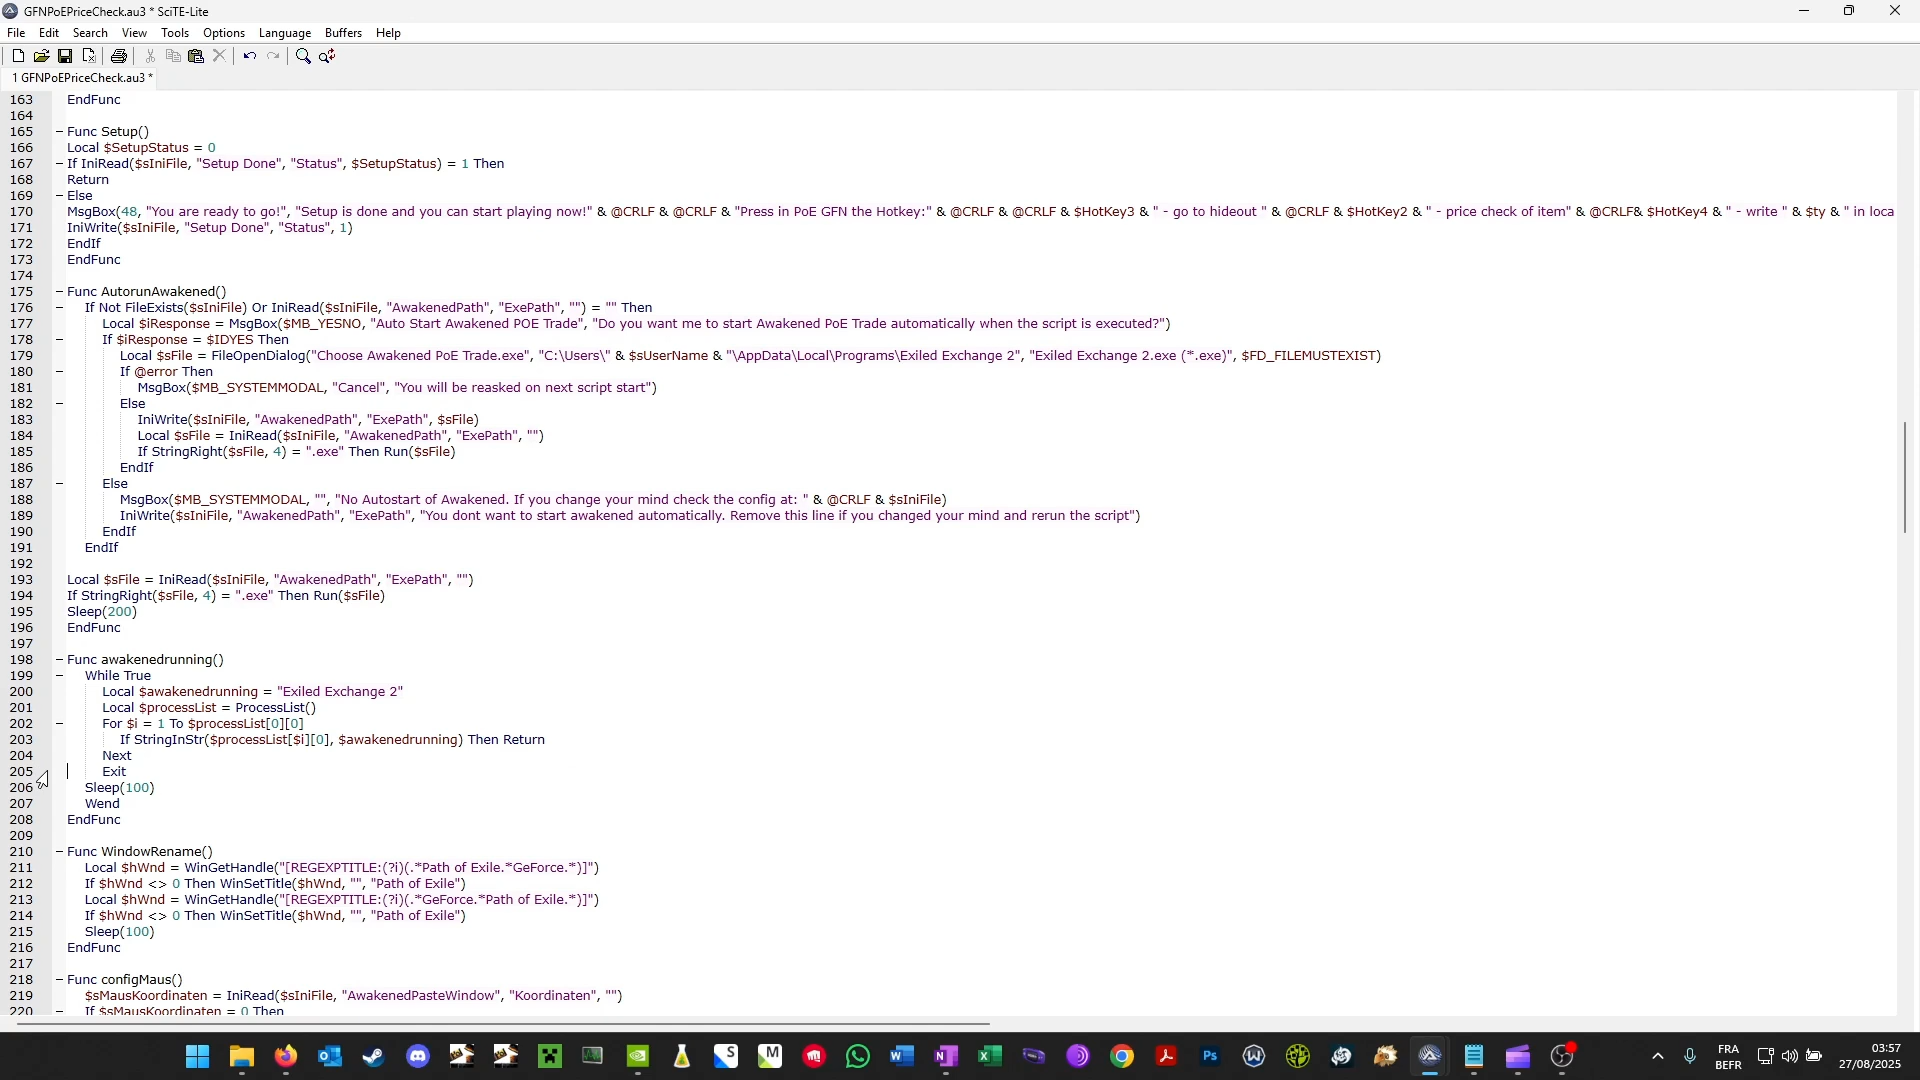 GFNPoEPriceCheck.au3 * SciTE-Lite
File Edit Search View Tools Options Language Buffers Help
1 GFNPoEPriceCheck.au3 *
163 EndFunc
164
165 Func Setup()
166 Local $SetupStatus = 0
167 If IniRead($sIniFile, "Setup Done", "Status", $SetupStatus) = 1 Then
168 Return
169 Else
170 MsgBox(48, "You are ready to go!", "Setup is done and you can start playing now!" & @CRLF & @CRLF & "Press in PoE GFN the Hotkey:" & @CRLF & @CRLF & $HotKey3 & " - go to hideout " & @CRLF & $HotKey2 & " - price check of item" & @CRLF& $HotKey4 & " - write " & $ty & " in loca
171 IniWrite($sIniFile, "Setup Done", "Status", 1)
172 EndIf
173 EndFunc
174
175 Func AutorunAwakened()
176 If Not FileExists($sIniFile) Or IniRead($sIniFile, "AwakenedPath", "ExePath", "") = "" Then
177 Local $iResponse = MsgBox($MB_YESNO, "Auto Start Awakened POE Trade", "Do you want me to start Awakened PoE Trade automatically when the script is executed?")
178 If $iResponse = $IDYES Then
179 Local $sFile = FileOpenDialog("Choose Awakened PoE Trade.exe", "C:\Users\" & $sUserName & "\AppData\Local\Programs\Exiled Exchange 2", "Exiled Exchange 2.exe (*.exe)", $FD_FILEMUSTEXIST)
180 If @error Then
181 MsgBox($MB_SYSTEMMODAL, "Cancel", "You will be reasked on next script start")
182 Else
183 IniWrite($sIniFile, "AwakenedPath", "ExePath", $sFile)
184 Local $sFile = IniRead($sIniFile, "AwakenedPath", "ExePath", "")
185 If StringRight($sFile, 4) = ".exe" Then Run($sFile)
186 EndIf
187 Else
188 MsgBox($MB_SYSTEMMODAL, "", "No Autostart of Awakened. If you change your mind check the config at: " & @CRLF & $sIniFile)
189 IniWrite($sIniFile, "AwakenedPath", "ExePath", "You dont want to start awakened automatically. Remove this line if you changed your mind and rerun the script")
190 EndIf
191 EndIf
192
193 Local $sFile = IniRead($sIniFile, "AwakenedPath", "ExePath", "")
194 If StringRight($sFile, 4) = ".exe" Then Run($sFile)
195 Sleep(200)
196 EndFunc
197
198 Func awakenedrunning()
199 While True
200 Local $awakenedrunning = "Exiled Exchange 2"
201 Local $processList = ProcessList()
202 For $i = 1 To $processList[0][0]
203 If StringInStr($processList[$i][0], $awakenedrunning) Then Return
204 Next
205 Exit
206 Sleep(100)
207 Wend
208 EndFunc
209
210 Func WindowRename()
211 Local $hWnd = WinGetHandle("[REGEXPTITLE:(?i)(.*Path of Exile.*GeForce.*)]")
212 If $hWnd <> 0 Then WinSetTitle($hWnd, "", "Path of Exile")
213 Local $hWnd = WinGetHandle("[REGEXPTITLE:(?i)(.*GeForce.*Path of Exile.*)]")
214 If $hWnd <> 0 Then WinSetTitle($hWnd, "", "Path of Exile")
215 Sleep(100)
216 EndFunc
217
218 Func configMaus()
219 $sMausKoordinaten = IniRead($sIniFile, "AwakenedPasteWindow", "Koordinaten", "")
220 If $sMausKoordinaten = 0 Then
FRA
BEFR
03:57
27/08/2025